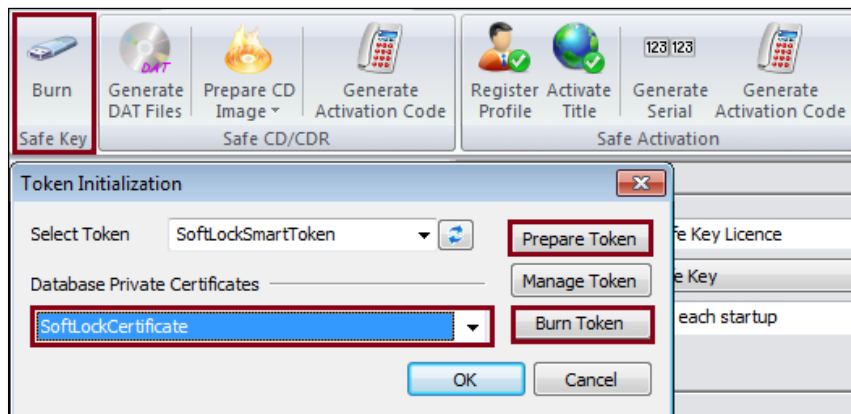 DAT
123 123
Burn
Generate DAT Files
Prepare CD Image
Generate Activation Code
Register Profile
Activate Title
Generate Serial
Generate Activation Code
Safe Key
Safe CD/CDR
Safe Activation
Token Initialization
Select Token
SoftLockSmartToken
Prepare Token
Key Licence
Database Private Certificates
Manage Token
Key
SoftLockCertificate
Burn Token
each startup
OK
Cancel